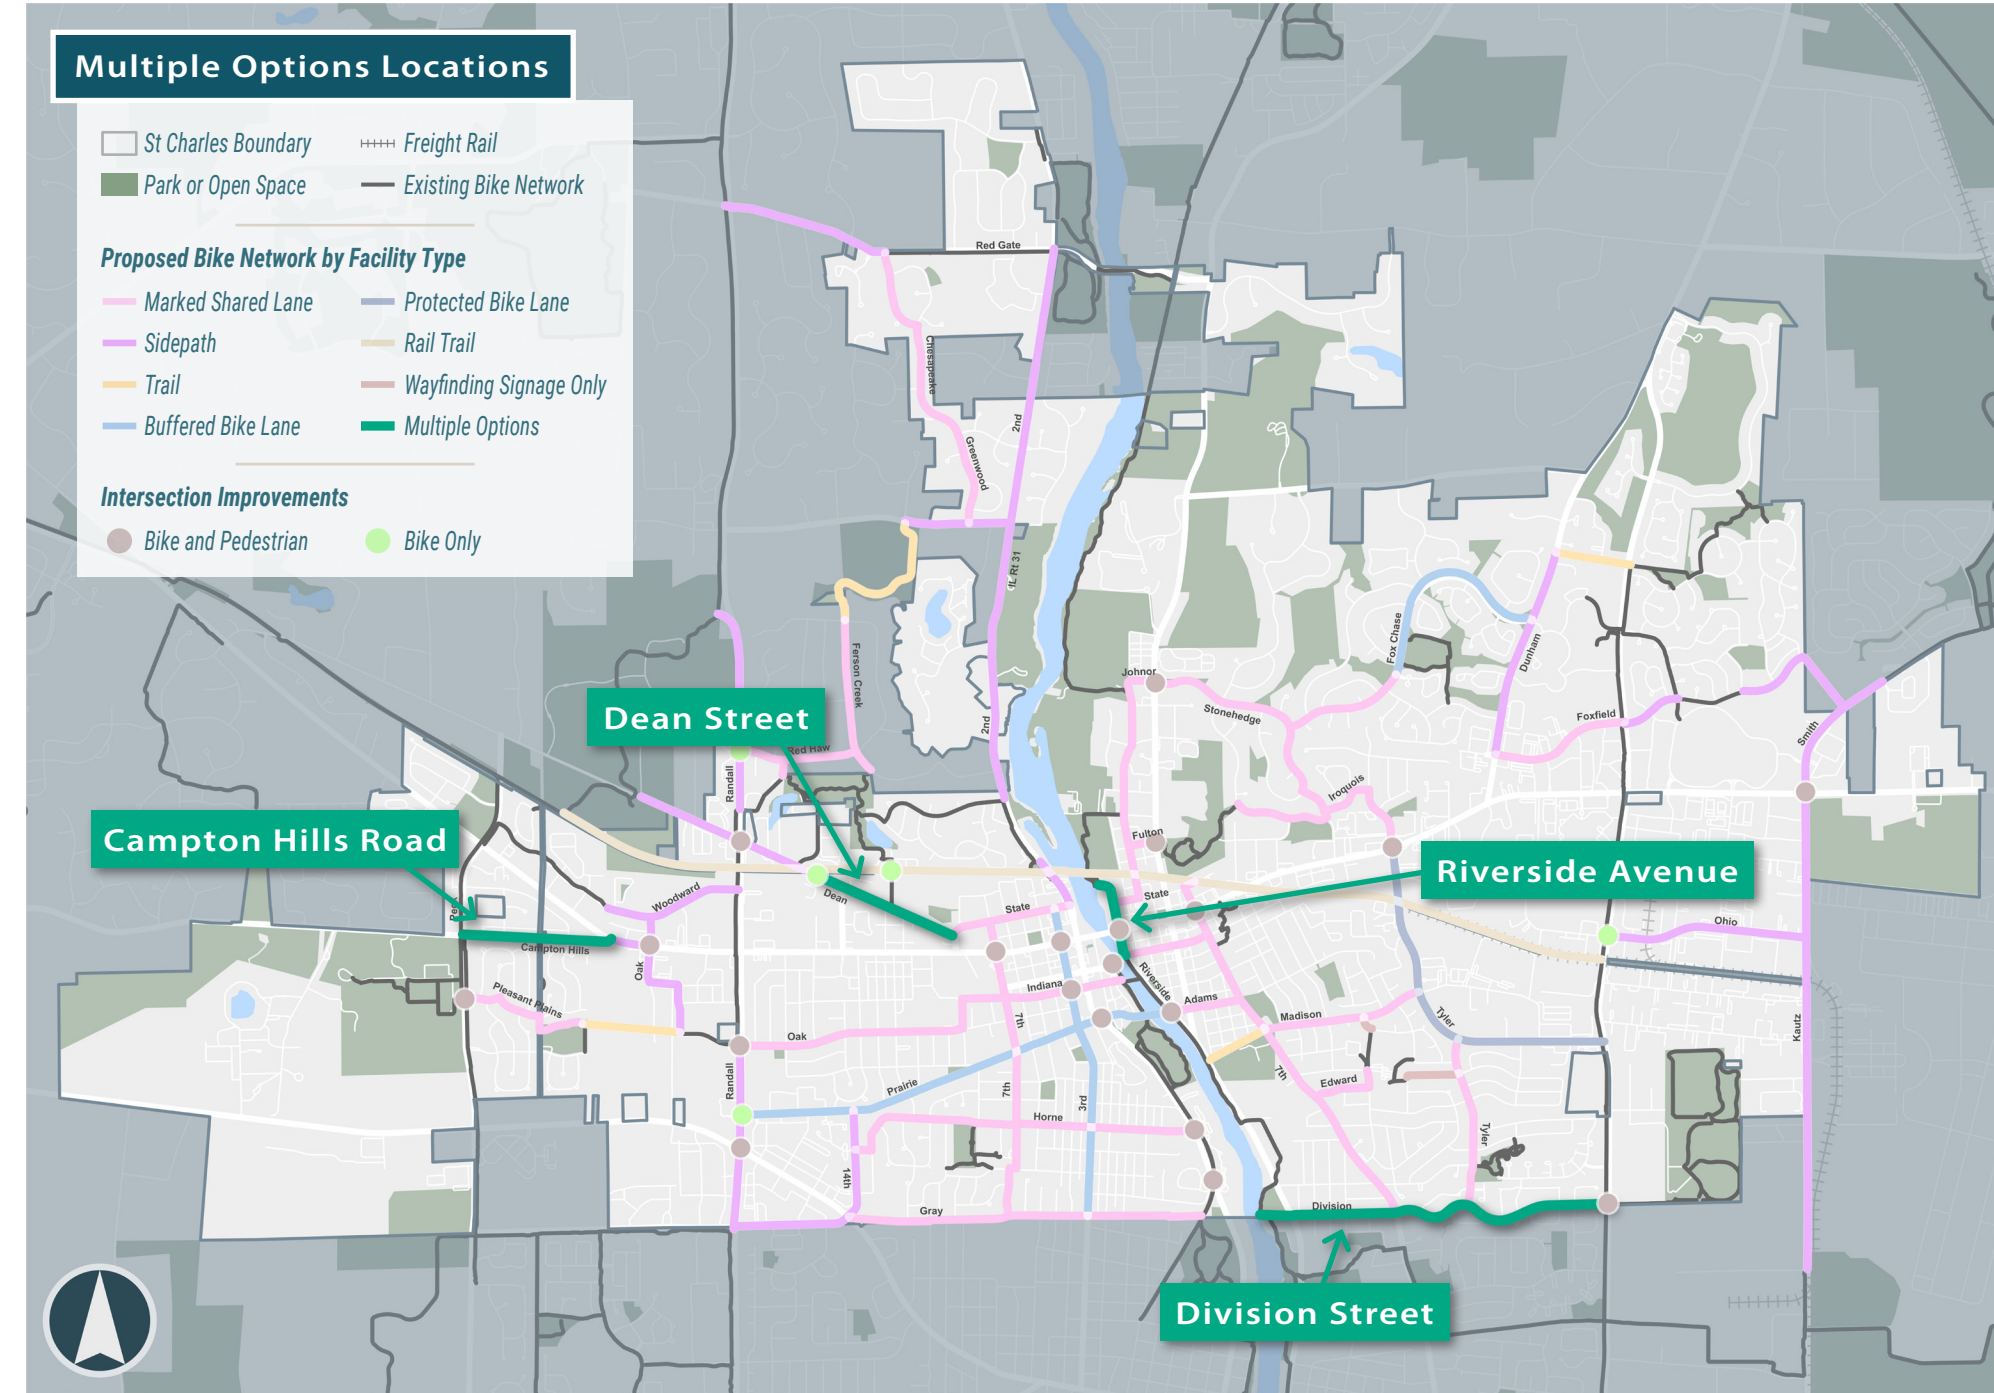 Multiple Options Locations
St Charles Boundary
Freight Rail
Park or Open Space
Existing Bike Network
Proposed Bike Network by Facility Type
Marked Shared Lane
Protected Bike Lane
Sidepath
Rail Trail
Trail
Wayfinding Signage Only
Buffered Bike Lane
Multiple Options
Intersection Improvements
Bike and Pedestrian
Bike Only
Red Gate
Chesapeake
2nd
Greenwood
IL Rt 31
Fox Chase
Dunham
Ferson Creek
Johnor
Stonehedge
Foxfield
Dean Street
2nd
Smith
Red Haw
Randall
Iroquois
Campton Hills Road
Fulton
Riverside Avenue
Woodward
Dean
State
State
Ohio
Campton Hills
Oak
Riverside
Indiana
Pleasant Plains
Adams
Madison
Tyler
7th
Kautz
Oak
Randall
Prairie
7th
3rd
7th
Edward
Horne
Tyler
14th
Gray
Division
Division Street